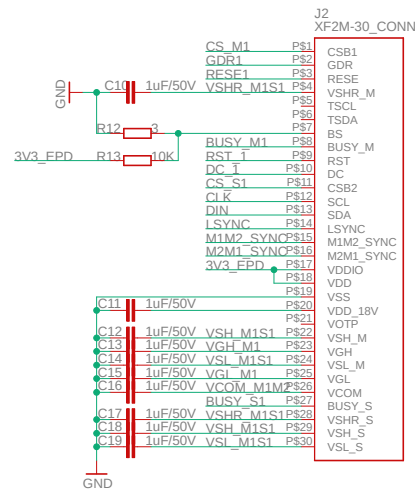 J2
XF2M-30_CONN
CS_M1 P$1 CSB1
GDR1 P$2 GDR
RESE1 P$3 RESE
GND C10 1uF/50V VSHR_M1S1 P$4 VSHR_M
P$5 TSCL
P$6 TSDA
R12 3 P$7 BS
BUSY_M1 P$8 BUSY_M
3V3_EPD R13 10K RST_1 P$9 RST
DC_1 P$10 DC
CS_S1 P$11 CSB2
CLK P$12 SCL
DIN P$13 SDA
LSYNC P$14 LSYNC
M1M2_SYNC P$15 M1M2_SYNC
M2M1_SYNC P$16 M2M1_SYNC
3V3_EPD P$17 VDDIO
P$18 VDD
P$19 VSS
C11 1uF/50V P$20 VDD_18V
P$21 VOTP
C12 1uF/50V VSH_M1S1 P$22 VSH_M
C13 1uF/50V VGH_M1 P$23 VGH
C14 1uF/50V VSL_M1S1 P$24 VSL_M
C15 1uF/50V VGL_M1 P$25 VGL
C16 1uF/50V VCOM_M1M2 P$26 VCOM
BUSY_S1 P$27 BUSY_S
C17 1uF/50V VSHR_M1S1 P$28 VSHR_S
C18 1uF/50V VSH_M1S1 P$29 VSH_S
C19 1uF/50V VSL_M1S1 P$30 VSL_S
GND